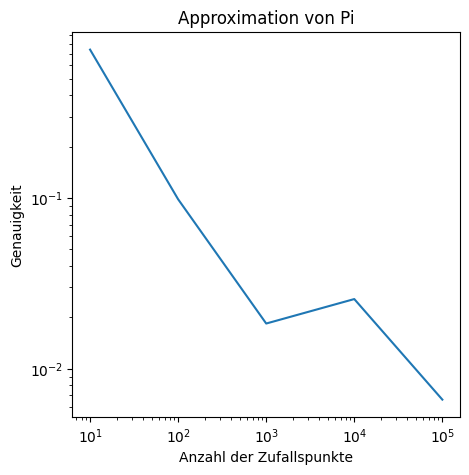 Approximation von Pi
Genauigkeit
10⁻¹
10⁻²
10¹ 10² 10³ 10⁴ 10⁵
Anzahl der Zufallspunkte